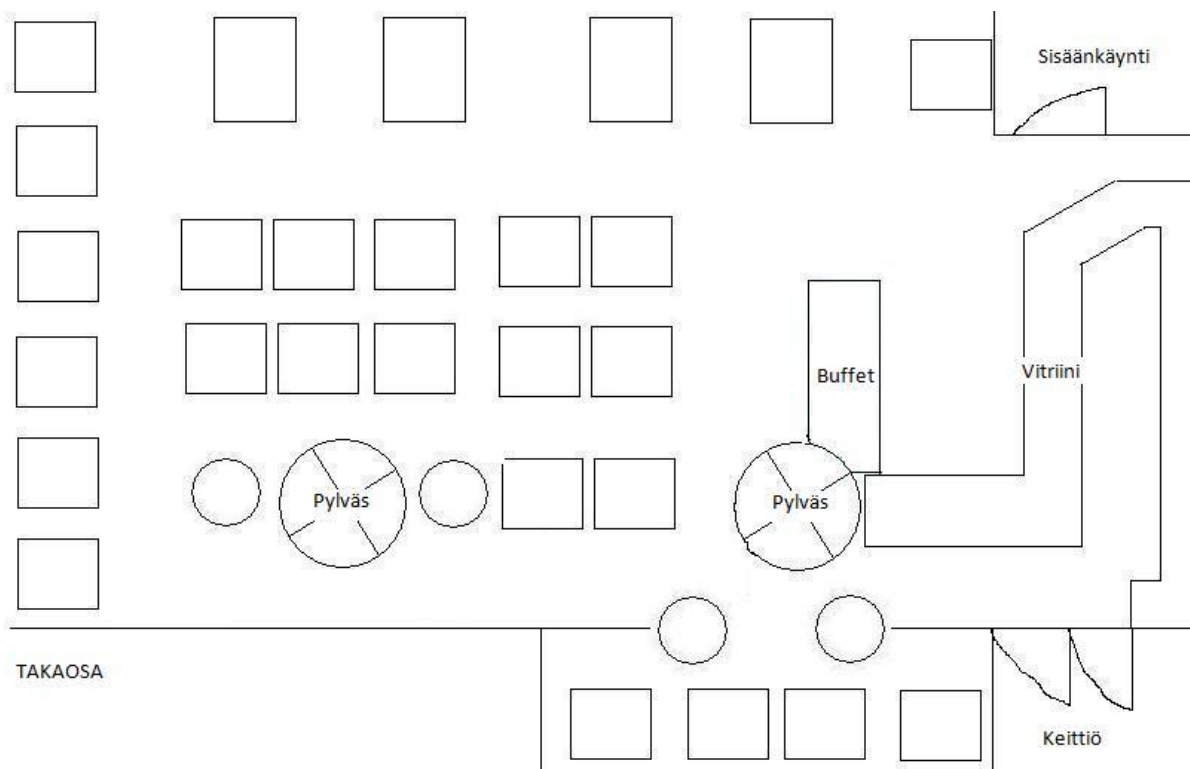 Sisäänkäynti
Buffet
Vitriini
Pylväs
Pylväs
TAKAOSA
Keittiö